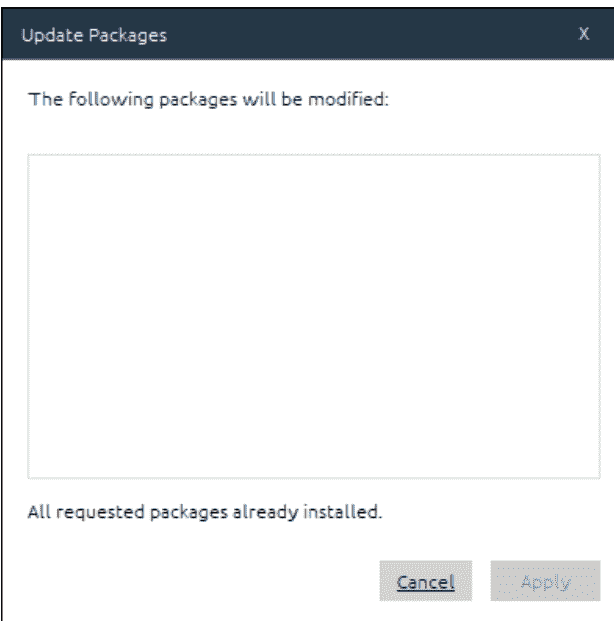 Update Packages X
The following packages will be modified:
All requested packages already installed.
Cancel Apply